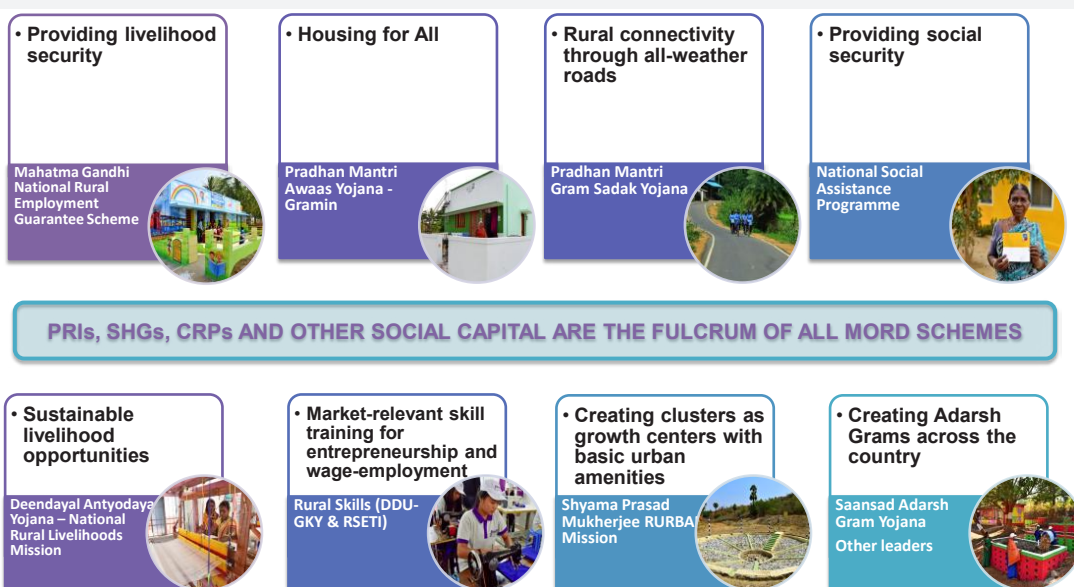 • Providing livelihood
security
Mahatma Gandhi
National Rural
Employment
Guarantee Scheme
• Housing for All
Pradhan Mantri
Awaas Yojana -
Gramin
• Rural connectivity
through all-weather
roads
Pradhan Mantri
Gram Sadak Yojana
• Providing social
security
National Social
Assistance
Programme
PRIs, SHGs, CRPs AND OTHER SOCIAL CAPITAL ARE THE FULCRUM OF ALL MORD SCHEMES
• Sustainable
livelihood
opportunities
Deendayal Antyodaya
Yojana – National
Rural Livelihoods
Mission
• Market-relevant skill
training for
entrepreneurship and
wage-employment
Rural Skills (DDU-
GKY & RSETI)
• Creating clusters as
growth centers with
basic urban
amenities
Shyama Prasad
Mukherjee RURBA
Mission
• Creating Adarsh
Grams across the
country
Saansad Adarsh
Gram Yojana
Other leaders